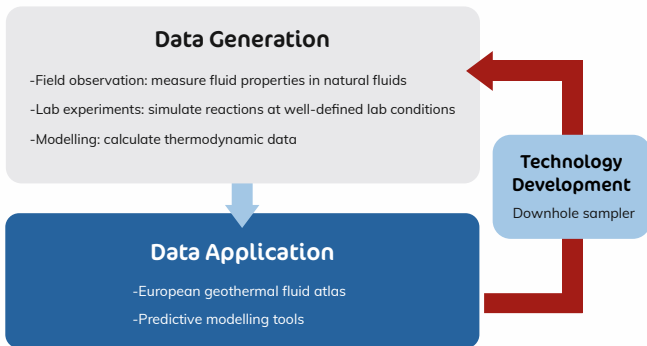 Data Generation
-Field observation: measure fluid properties in natural fluids
-Lab experiments: simulate reactions at well-defined lab conditions
-Modelling: calculate thermodynamic data
Technology
Development
Downhole sampler
Data Application
-European geothermal fluid atlas
-Predictive modelling tools